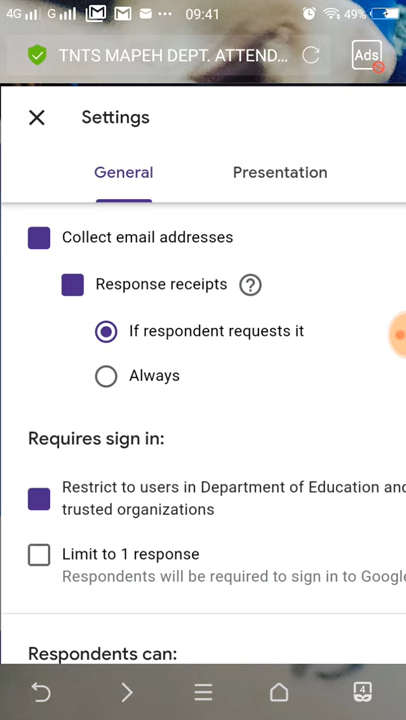 4G G 09:41 49%
TNTS MAPEH DEPT. ATTEND... Ads
Settings
General Presentation
Collect email addresses
Response receipts ?
If respondent requests it
Always
Requires sign in:
Restrict to users in Department of Education and
trusted organizations
Limit to 1 response
Respondents will be required to sign in to Google
Respondents can:
4